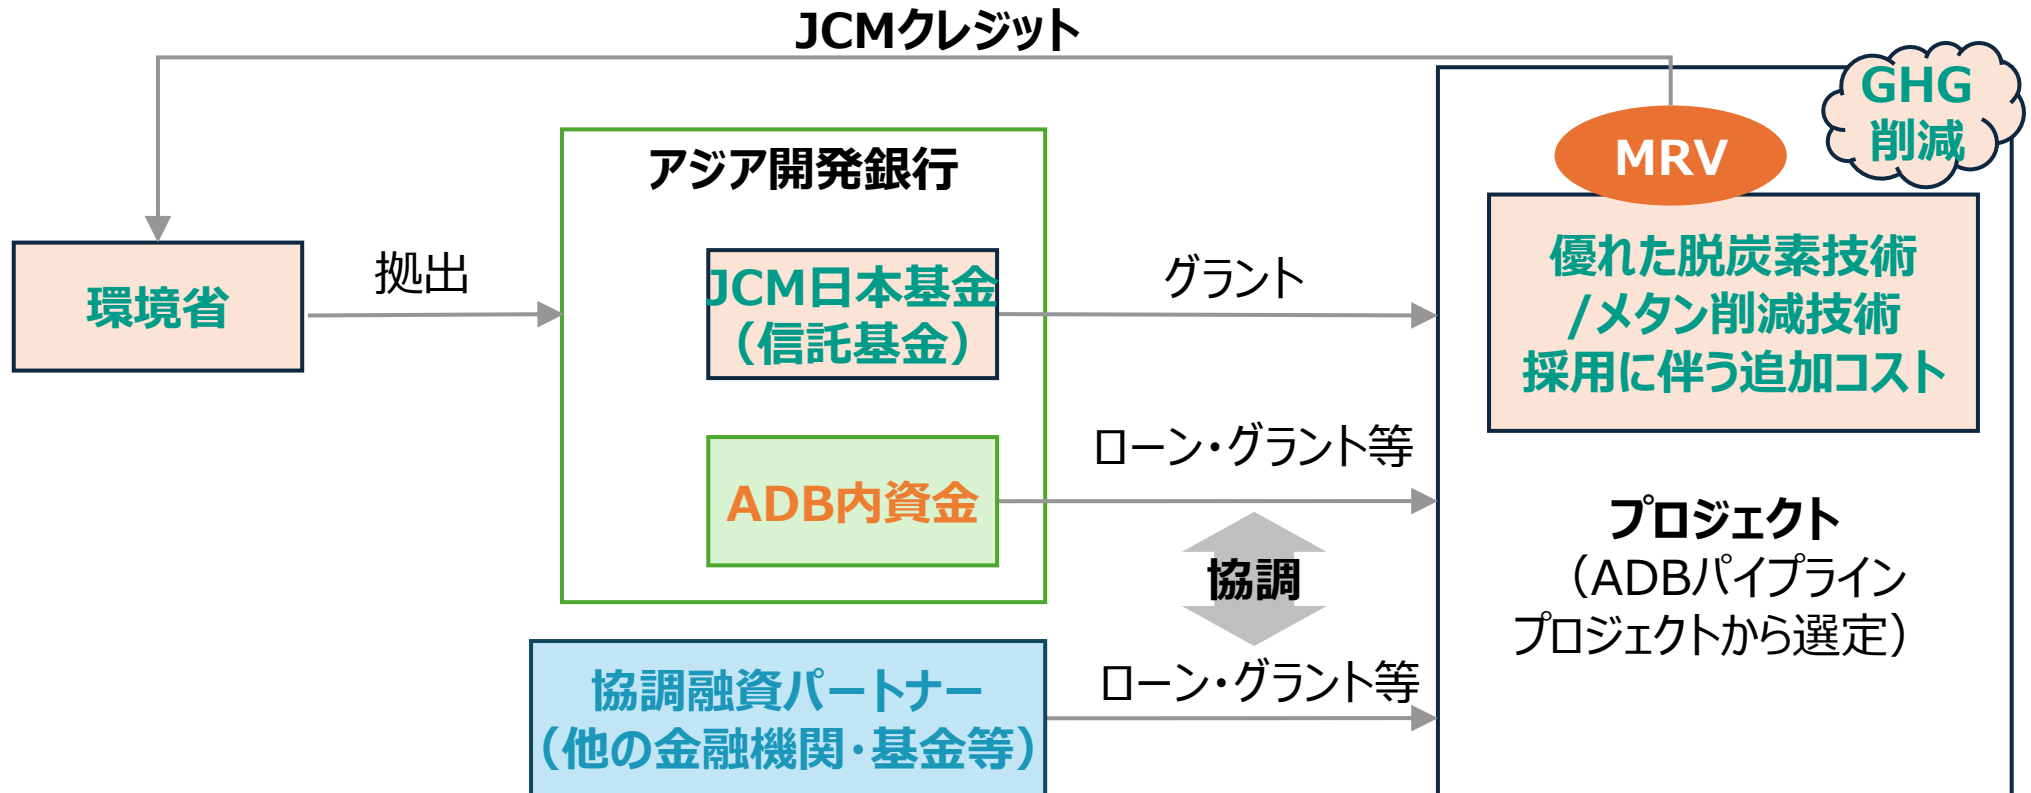 JCMクレジット
GHG
削減
MRV
アジア開発銀行
環境省
拠出
JCM日本基金
（信託基金）
グラント
優れた脱炭素技術
/メタン削減技術
採用に伴う追加コスト
ADB内資金
ローン・グラント等
協調
プロジェクト
（ADBパイプライン
プロジェクトから選定）
協調融資パートナー
（他の金融機関・基金等）
ローン・グラント等